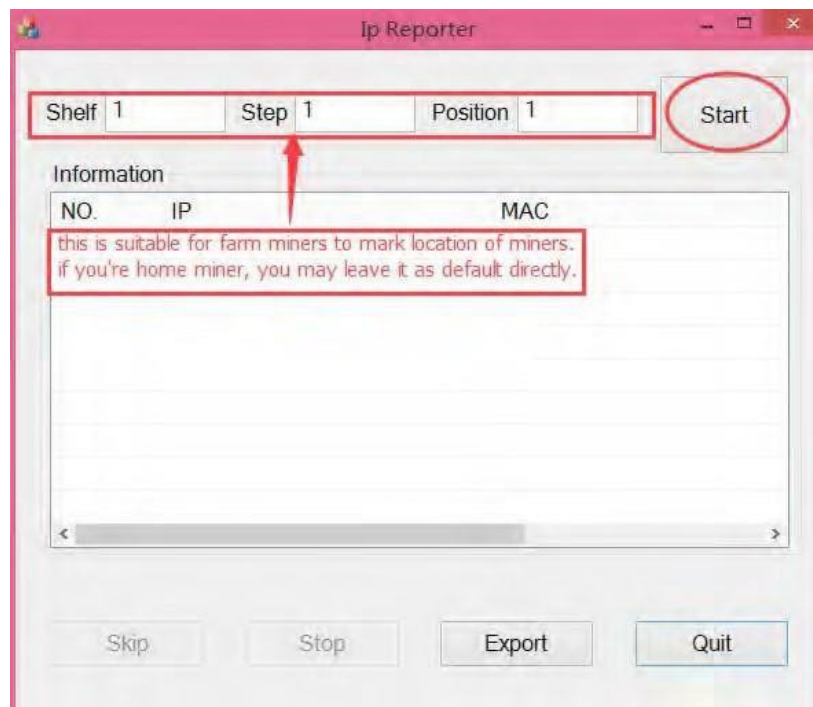 Ip Reporter
Shelf 1 Step 1 Position 1 Start
Information
NO. IP MAC
this is suitable for farm miners to mark location of miners.
if you're home miner, you may leave it as default directly.
Skip Stop Export Quit